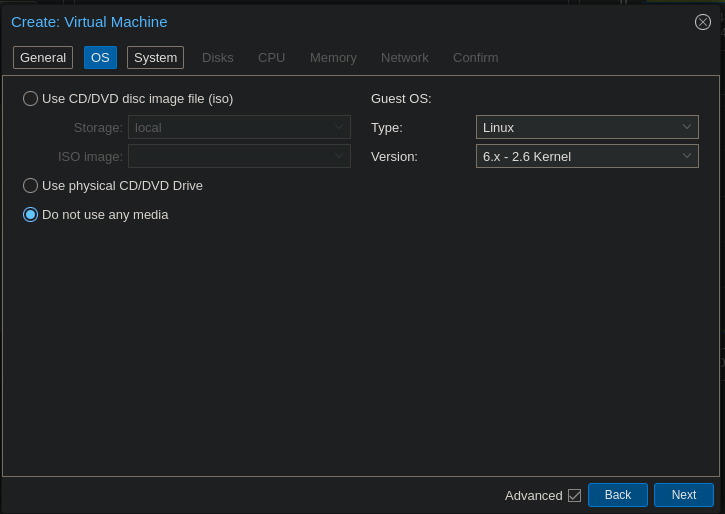 Create: Virtual Machine
General OS System Disks CPU Memory Network Confirm
Use CD/DVD disc image file (iso)
Storage: local
ISO image:
Use physical CD/DVD Drive
Do not use any media
Guest OS:
Type: Linux
Version: 6.x - 2.6 Kernel
Advanced Back Next